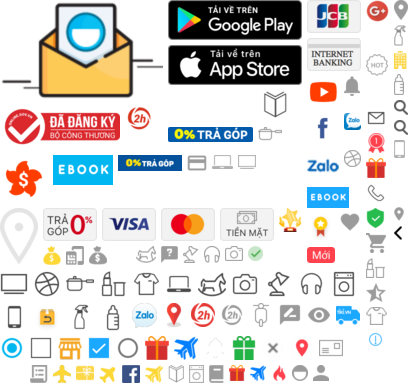 TẢI VỀ TRÊN
Google Play
Tải về trên
App Store
JCB
G+
INTERNET
BANKING
HOT
ĐÃ ĐĂNG KÝ
BỘ CÔNG THƯƠNG
2h
0% TRẢ GÓP
Zalo
EBOOK
0% TRẢ GÓP
Zalo
EBOOK
TRẢ
GÓP 0%
VISA
TIỀN MẶT
Mới
Zalo
2h
2h
TIKI.VN